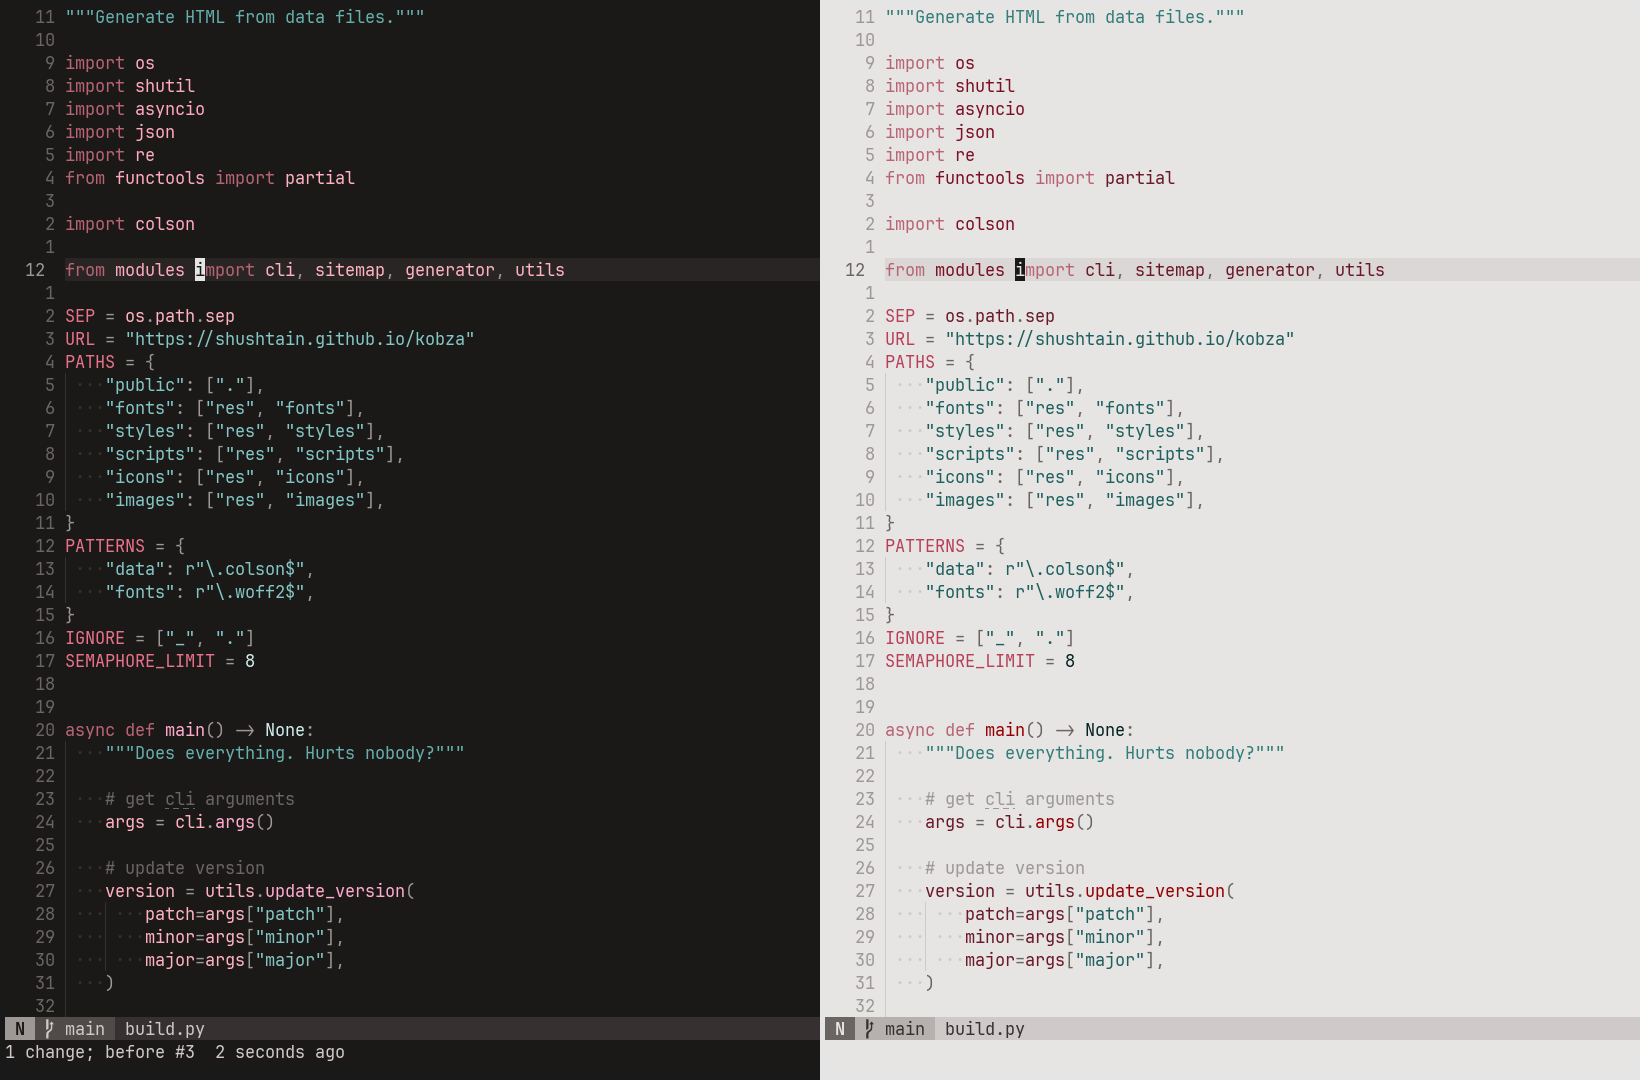 11 """Generate HTML from data files."""
10
9 import os
8 import shutil
7 import asyncio
6 import json
5 import re
4 from functools import partial
3
2 import colson
1
12 from modules import cli, sitemap, generator, utils
1
2 SEP = os.path.sep
3 URL = "https://shushtain.github.io/kobza"
4 PATHS = {
5 ···"public": ["."],
6 ···"fonts": ["res", "fonts"],
7 ···"styles": ["res", "styles"],
8 ···"scripts": ["res", "scripts"],
9 ···"icons": ["res", "icons"],
10 ···"images": ["res", "images"],
11 }
12 PATTERNS = {
13 ···"data": r"\.colson$",
14 ···"fonts": r"\.woff2$",
15 }
16 IGNORE = ["_", "."]
17 SEMAPHORE_LIMIT = 8
18
19
20 async def main() -> None:
21 ···"""Does everything. Hurts nobody?"""
22
23 ···# get cli arguments
24 ···args = cli.args()
25
26 ···# update version
27 ···version = utils.update_version(
28 ··· ···patch=args["patch"],
29 ··· ···minor=args["minor"],
30 ··· ···major=args["major"],
31 ···)
32
N main build.py
1 change; before #3 2 seconds ago
11 """Generate HTML from data files."""
10
9 import os
8 import shutil
7 import asyncio
6 import json
5 import re
4 from functools import partial
3
2 import colson
1
12 from modules import cli, sitemap, generator, utils
1
2 SEP = os.path.sep
3 URL = "https://shushtain.github.io/kobza"
4 PATHS = {
5 ···"public": ["."],
6 ···"fonts": ["res", "fonts"],
7 ···"styles": ["res", "styles"],
8 ···"scripts": ["res", "scripts"],
9 ···"icons": ["res", "icons"],
10 ···"images": ["res", "images"],
11 }
12 PATTERNS = {
13 ···"data": r"\.colson$",
14 ···"fonts": r"\.woff2$",
15 }
16 IGNORE = ["_", "."]
17 SEMAPHORE_LIMIT = 8
18
19
20 async def main() -> None:
21 ···"""Does everything. Hurts nobody?"""
22
23 ···# get cli arguments
24 ···args = cli.args()
25
26 ···# update version
27 ···version = utils.update_version(
28 ··· ···patch=args["patch"],
29 ··· ···minor=args["minor"],
30 ··· ···major=args["major"],
31 ···)
32
N main build.py